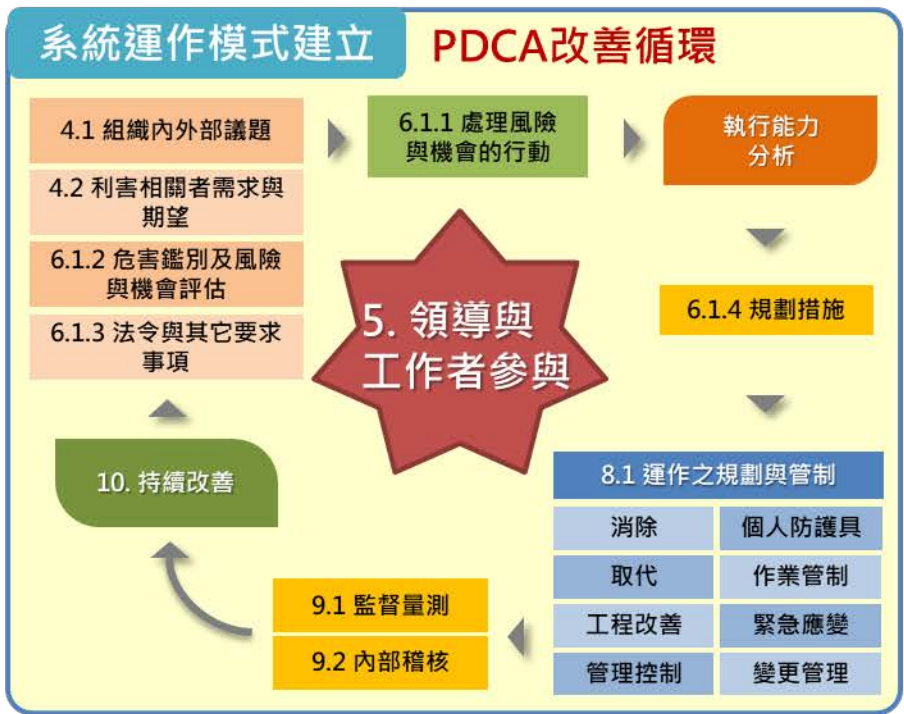 系統運作模式建立
PDCA改善循環
4.1 組織內外部議題
4.2 利害相關者需求與
期望
6.1.2 危害鑑別及風險
與機會評估
6.1.3 法令與其它要求
事項
6.1.1 處理風險
與機會的行動
執行能力
分析
6.1.4 規劃措施
5. 領導與
工作者參與
8.1 運作之規劃與管制
消除
個人防護具
取代
作業管制
工程改善
緊急應變
管理控制
變更管理
9.1 監督量測
9.2 內部稽核
10. 持續改善